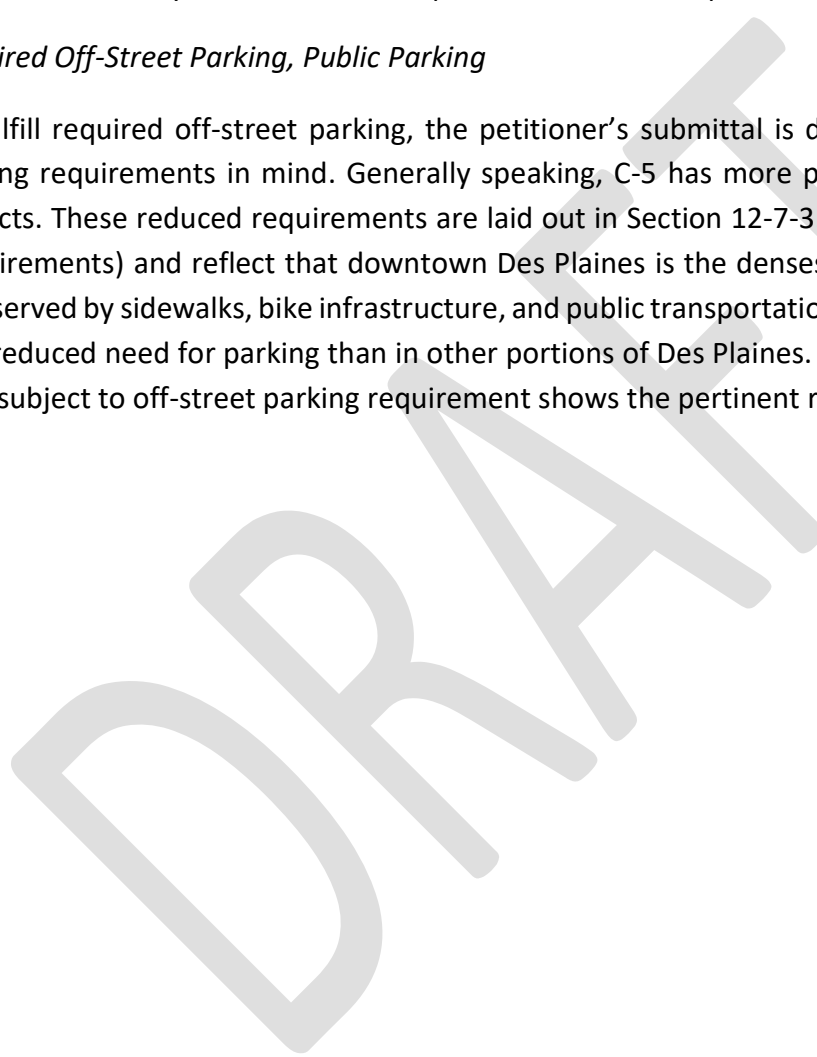 ired Off-Street Parking, Public Parking
lfill required off-street parking, the petitioner’s submittal is d
ng requirements in mind. Generally speaking, C-5 has more p
cts. These reduced requirements are laid out in Section 12-7-3
irements) and reflect that downtown Des Plaines is the denses
served by sidewalks, bike infrastructure, and public transportatio
reduced need for parking than in other portions of Des Plaines.
subject to off-street parking requirement shows the pertinent r
DRAFT